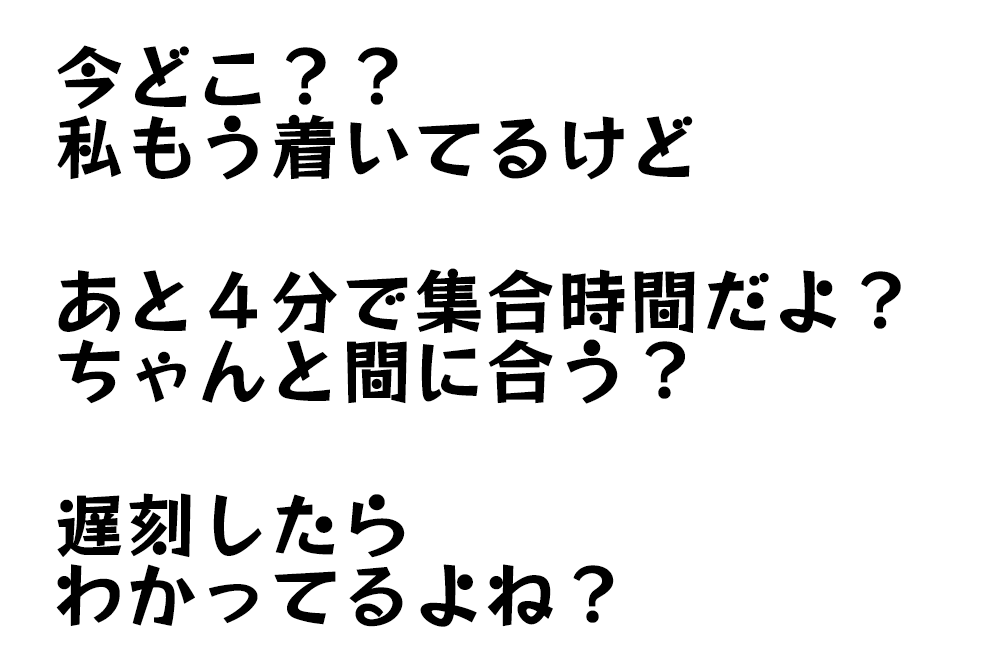 今どこ？？
私もう着いてるけど
あと４分で集合時間だよ？
ちゃんと間に合う？
遅刻したら
わかってるよね？